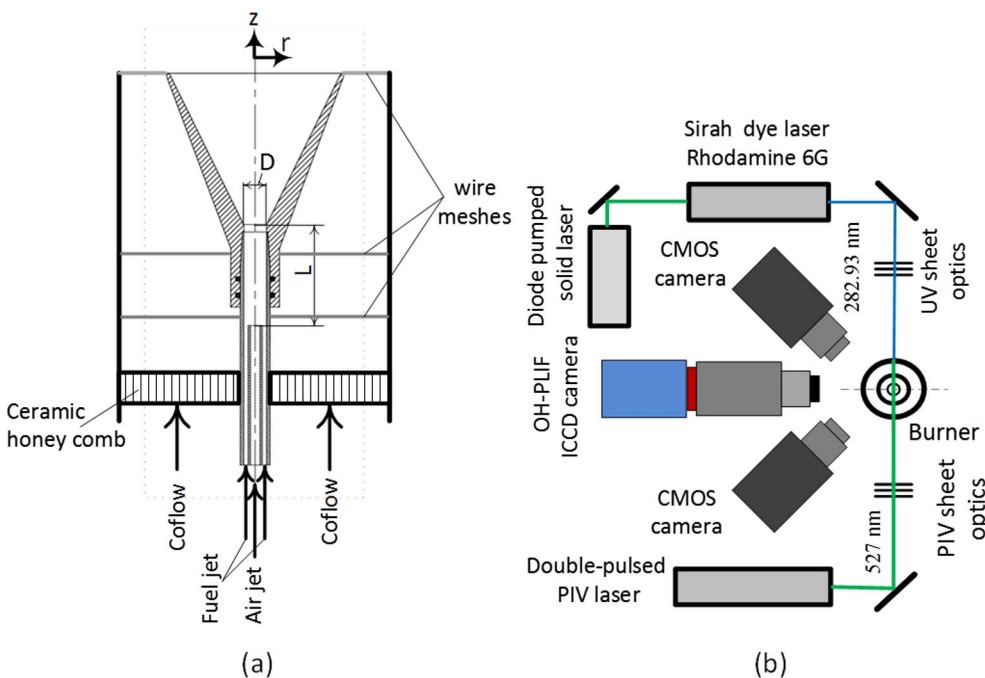 z
r
D
L
wire
meshes
Ceramic
honey comb
Coflow
Coflow
Fuel jet
Air jet
(a)
Sirah dye laser
Rhodamine 6G
Diode pumped
solid laser
CMOS
camera
282.93 nm
UV sheet
optics
OH-PLIF
ICCD camera
Burner
CMOS
camera
527 nm
PIV sheet
optics
Double-pulsed
PIV laser
(b)